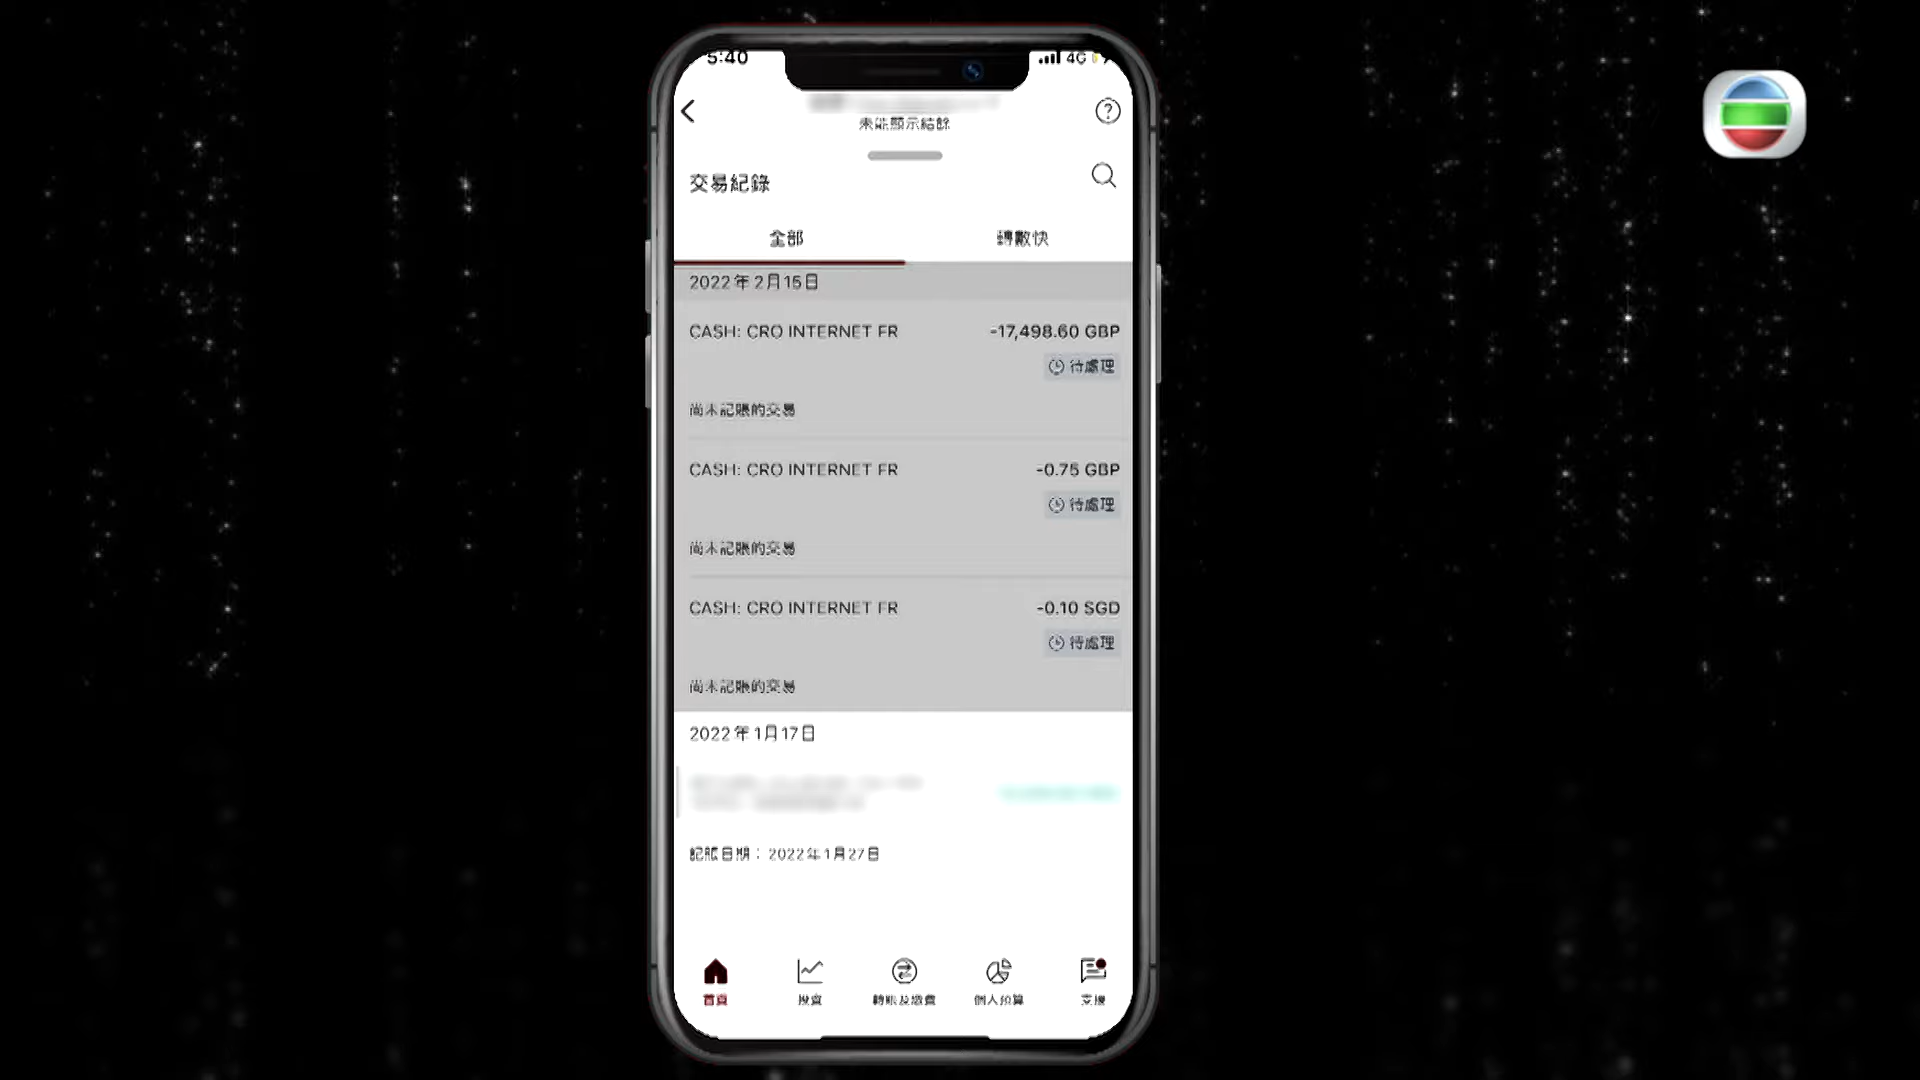 5:40
4G
未能顯示結餘
交易紀錄
全部
轉數快
2022年2月15日
CASH: CRO INTERNET FR
-17,498.60 GBP
待處理
尚未記賬的交易
CASH: CRO INTERNET FR
-0.75 GBP
待處理
尚未記賬的交易
CASH: CRO INTERNET FR
-0.10 SGD
待處理
尚未記賬的交易
2022年1月17日
記賬日期：2022年1月27日
首頁
投資
轉賬及繳費
個人預算
支援